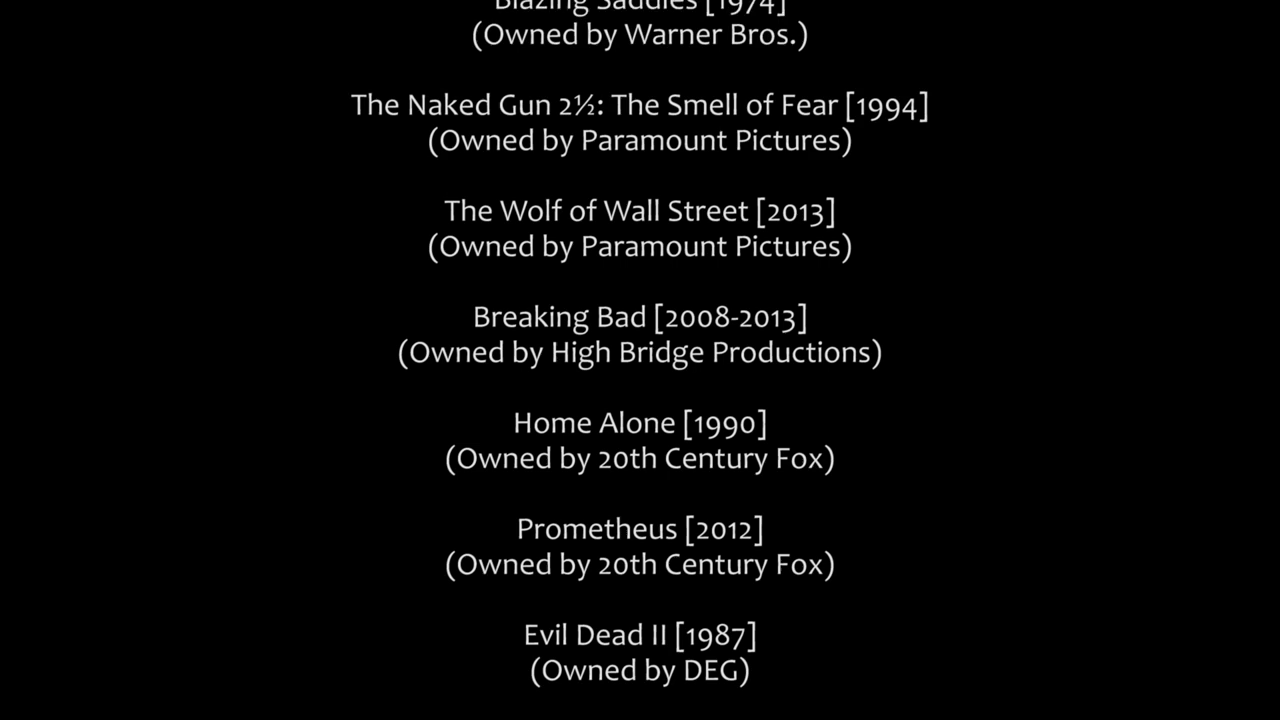 Blazing Saddles [1974]
(Owned by Warner Bros.)
The Naked Gun 2½: The Smell of Fear [1994]
(Owned by Paramount Pictures)
The Wolf of Wall Street [2013]
(Owned by Paramount Pictures)
Breaking Bad [2008-2013]
(Owned by High Bridge Productions)
Home Alone [1990]
(Owned by 20th Century Fox)
Prometheus [2012]
(Owned by 20th Century Fox)
Evil Dead II [1987]
(Owned by DEG)